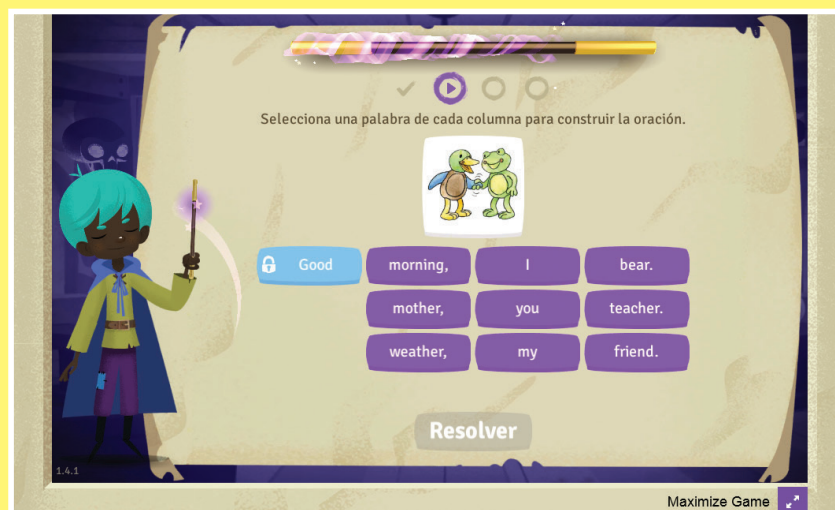 Selecciona una palabra de cada columna para construir la oración.
Good morning, I bear.
mother, you teacher.
weather, my friend.
Resolver
1.4.1
Maximize Game